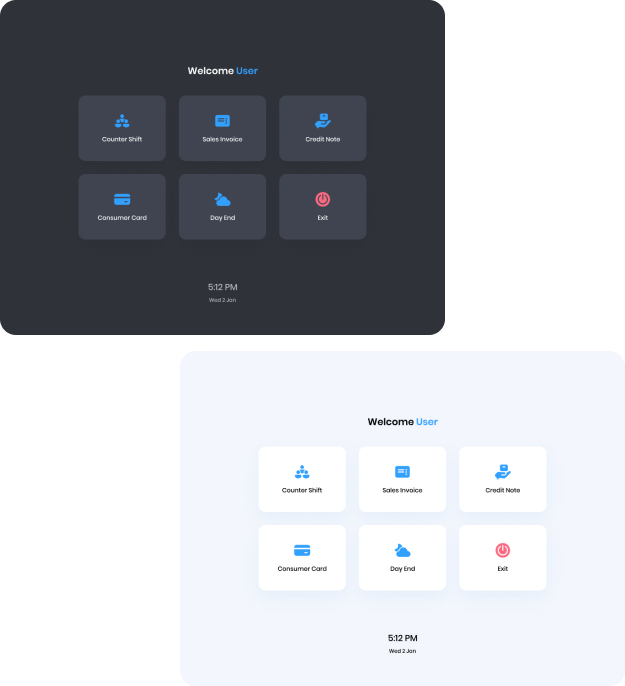 Welcome User
Counter Shift
Sales Invoice
Credit Note
Consumer Card
Day End
Exit
5:12 PM
Wed 2 Jan
Welcome User
Counter Shift
Sales Invoice
Credit Note
Consumer Card
Day End
Exit
5:12 PM
Wed 2 Jan